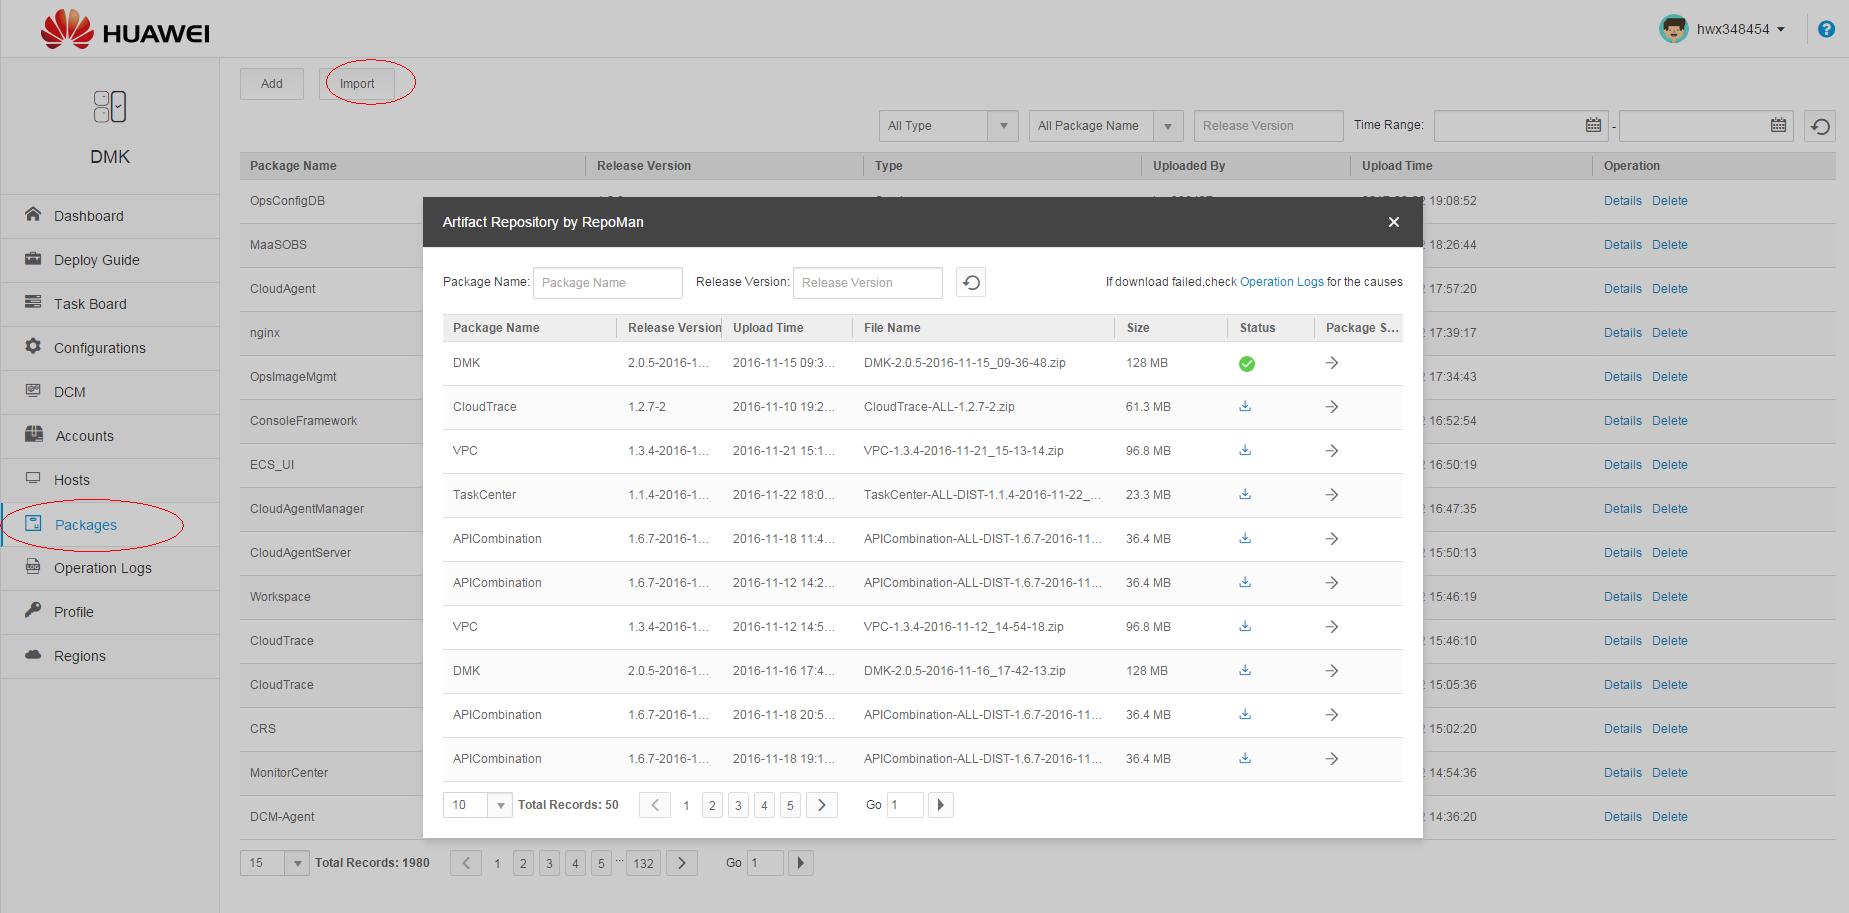 HUAWEI
hwx348454
?
DMK
Dashboard
Deploy Guide
Task Board
Configurations
DCM
Accounts
Hosts
Packages
Operation Logs
Profile
Regions
Add Import
All Type All Package Name Release Version Time Range: -
Package Name Release Version Type Uploaded By Upload Time Operation
OpsConfigDB 19:08:52 Details Delete
MaaSOBS 18:26:44 Details Delete
CloudAgent 17:57:20 Details Delete
nginx 17:39:17 Details Delete
OpsImageMgmt 17:34:43 Details Delete
ConsoleFramework 16:52:54 Details Delete
ECS_UI 16:50:19 Details Delete
CloudAgentManager 16:47:35 Details Delete
CloudAgentServer 15:50:13 Details Delete
Workspace 15:46:19 Details Delete
CloudTrace 15:46:10 Details Delete
CloudTrace 15:05:36 Details Delete
CRS 15:02:20 Details Delete
MonitorCenter 14:54:36 Details Delete
DCM-Agent 14:36:20 Details Delete
15 Total Records: 1980 1 2 3 4 5 ... 132 Go 1
Artifact Repository by RepoMan
Package Name: Package Name Release Version: Release Version If download failed,check Operation Logs for the causes
Package Name Release Version Upload Time File Name Size Status Package S...
DMK 2.0.5-2016-1... 2016-11-15 09:3... DMK-2.0.5-2016-11-15_09-36-48.zip 128 MB
CloudTrace 1.2.7-2 2016-11-10 19:2... CloudTrace-ALL-1.2.7-2.zip 61.3 MB
VPC 1.3.4-2016-1... 2016-11-21 15:1... VPC-1.3.4-2016-11-21_15-13-14.zip 96.8 MB
TaskCenter 1.1.4-2016-1... 2016-11-22 18:0... TaskCenter-ALL-DIST-1.1.4-2016-11-22_... 23.3 MB
APICombination 1.6.7-2016-1... 2016-11-18 11:4... APICombination-ALL-DIST-1.6.7-2016-11... 36.4 MB
APICombination 1.6.7-2016-1... 2016-11-12 14:2... APICombination-ALL-DIST-1.6.7-2016-11... 36.4 MB
VPC 1.3.4-2016-1... 2016-11-12 14:5... VPC-1.3.4-2016-11-12_14-54-18.zip 96.8 MB
DMK 2.0.5-2016-1... 2016-11-16 17:4... DMK-2.0.5-2016-11-16_17-42-13.zip 128 MB
APICombination 1.6.7-2016-1... 2016-11-18 20:5... APICombination-ALL-DIST-1.6.7-2016-11... 36.4 MB
APICombination 1.6.7-2016-1... 2016-11-18 19:1... APICombination-ALL-DIST-1.6.7-2016-11... 36.4 MB
10 Total Records: 50 1 2 3 4 5 Go 1